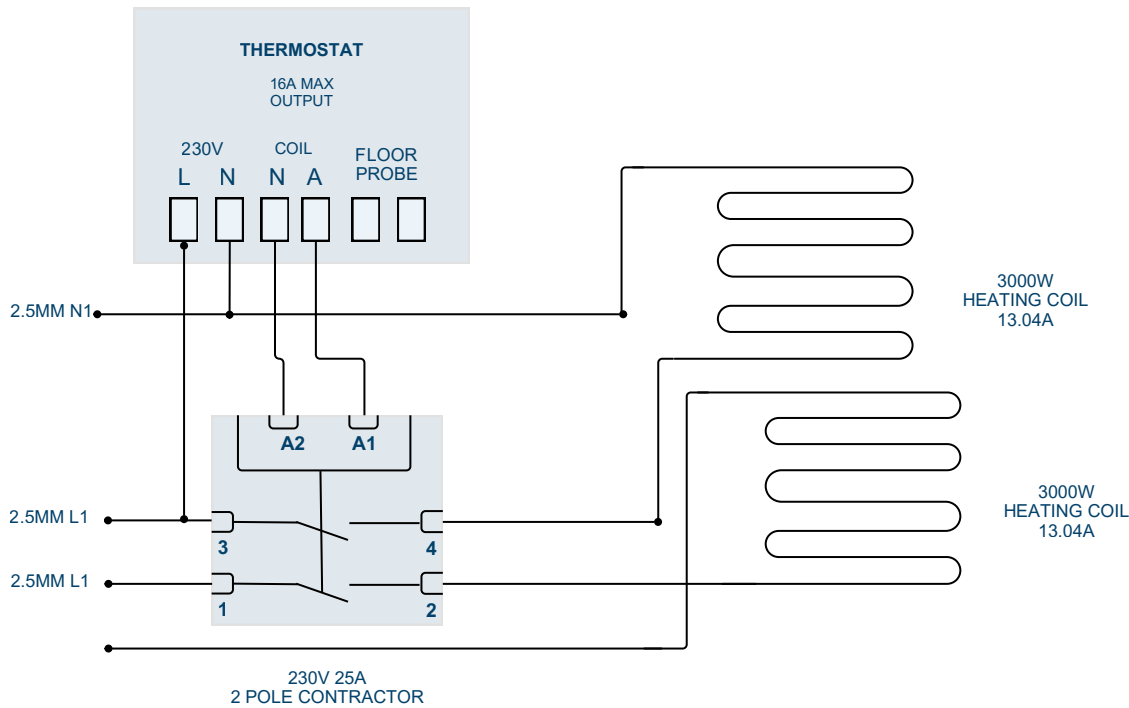 THERMOSTAT
16A MAX
OUTPUT
230V
COIL
FLOOR
PROBE
L N N A
2.5MM N1
3000W
HEATING COIL
13.04A
A2 A1
2.5MM L1
3 4
2.5MM L1
1 2
3000W
HEATING COIL
13.04A
230V 25A
2 POLE CONTRACTOR